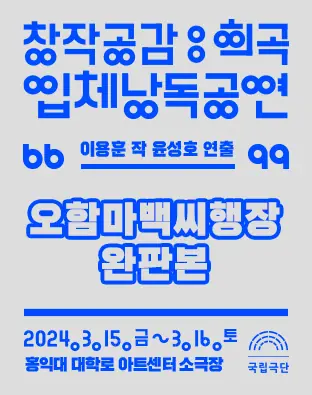 창작공감:희곡
입체낭독공연
이용훈 작 윤성호 연출
오함마백씨행장
완판본
2024.3.15.금~3.16.토
홍익대 대학로 아트센터 소극장
국립극단